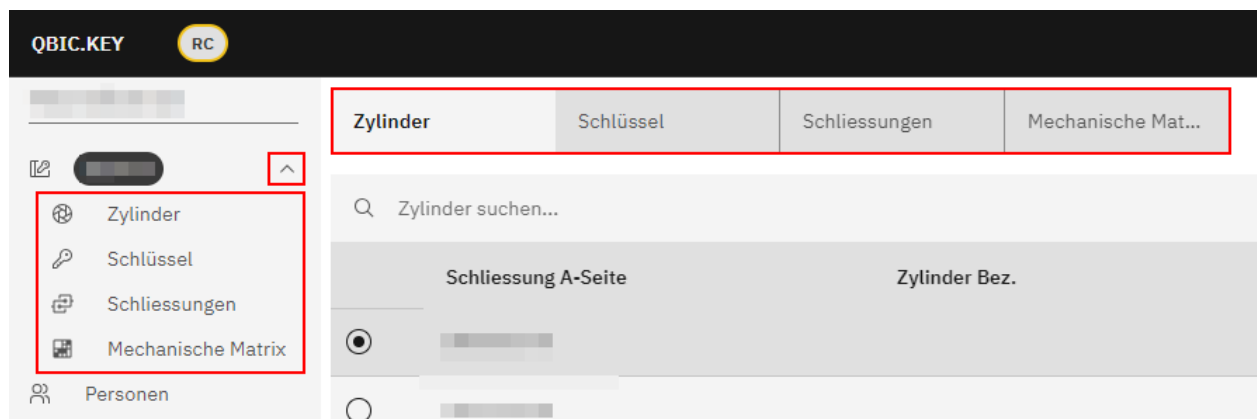 QBIC.KEY RC
Zylinder Schlüssel Schliessungen Mechanische Mat...
Zylinder
Schlüssel
Schliessungen
Mechanische Matrix
Personen
Zylinder suchen...
Schliessung A-Seite Zylinder Bez.